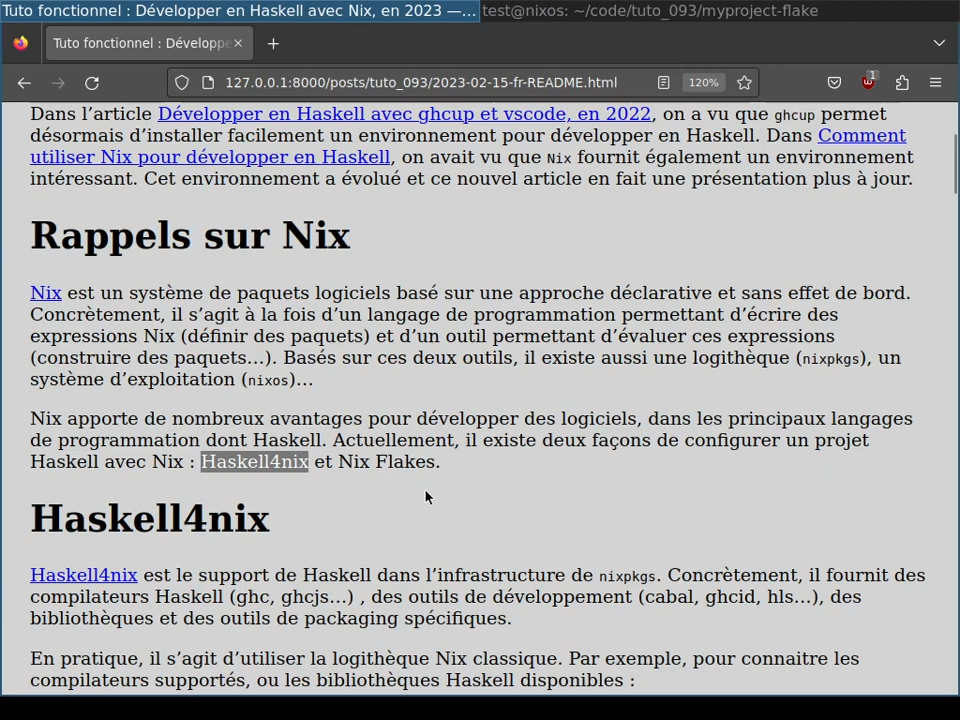 Tuto fonctionnel : Développer en Haskell avec Nix, en 2023 —... test@nixos: ~/code/tuto_093/myproject-flake
Tuto fonctionnel : Développe
127.0.0.1:8000/posts/tuto_093/2023-02-15-fr-README.html 120% 1
Dans l’article Développer en Haskell avec ghcup et vscode, en 2022, on a vu que ghcup permet
désormais d’installer facilement un environnement pour développer en Haskell. Dans Comment
utiliser Nix pour développer en Haskell, on avait vu que Nix fournit également un environnement
intéressant. Cet environnement a évolué et ce nouvel article en fait une présentation plus à jour.
Rappels sur Nix
Nix est un système de paquets logiciels basé sur une approche déclarative et sans effet de bord.
Concrètement, il s’agit à la fois d’un langage de programmation permettant d’écrire des
expressions Nix (définir des paquets) et d’un outil permettant d’évaluer ces expressions
(construire des paquets…). Basés sur ces deux outils, il existe aussi une logithèque (nixpkgs), un
système d’exploitation (nixos)…
Nix apporte de nombreux avantages pour développer des logiciels, dans les principaux langages
de programmation dont Haskell. Actuellement, il existe deux façons de configurer un projet
Haskell avec Nix : Haskell4nix et Nix Flakes.
Haskell4nix
Haskell4nix est le support de Haskell dans l’infrastructure de nixpkgs. Concrètement, il fournit des
compilateurs Haskell (ghc, ghcjs…) , des outils de développement (cabal, ghcid, hls…), des
bibliothèques et des outils de packaging spécifiques.
En pratique, il s’agit d’utiliser la logithèque Nix classique. Par exemple, pour connaitre les
compilateurs supportés, ou les bibliothèques Haskell disponibles :